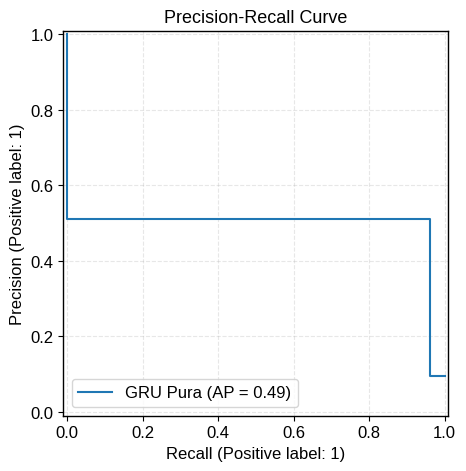 Precision-Recall Curve
Precision (Positive label: 1)
1.0
0.8
0.6
0.4
0.2
0.0
GRU Pura (AP = 0.49)
0.0 0.2 0.4 0.6 0.8 1.0
Recall (Positive label: 1)